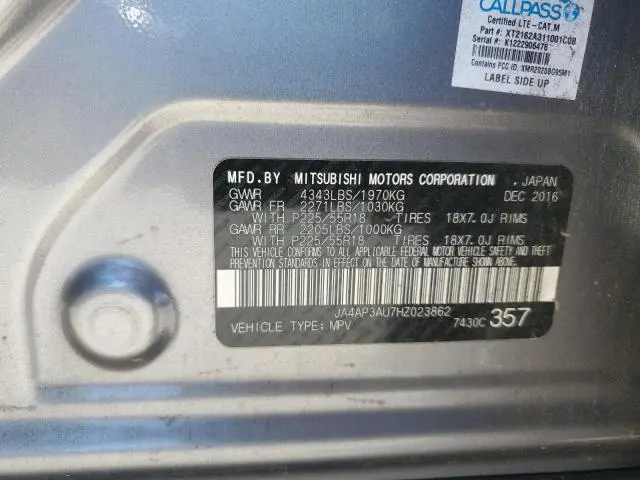 CALLPASS
Certified LTE-CAT.M
Part #: XT2162A311001C0B
Serial #: K1222906476
Contains FCC ID: XMR2020BG95M1
LABEL SIDE UP
MFD.BY MITSUBISHI MOTORS CORPORATION , JAPAN
GVWR 4343LBS/1970KG DEC 2016
GAWR FR 2271LBS/1030KG
WITH P225/55R18 TIRES 18X7.0J RIMS
GAWR RR 2205LBS/1000KG
WITH P225/55R18 TIRES 18X7.0J RIMS
THIS VEHICLE CONFORMS TO ALL APPLICABLE FEDERAL MOTOR VEHICLE SAFETY AND THEFT
PREVENTION STANDARDS IN EFFECT ON THE DATE OF MANUFACTURE SHOWN ABOVE.
JA4AP3AU7HZ023862
VEHICLE TYPE: MPV 7430C 357